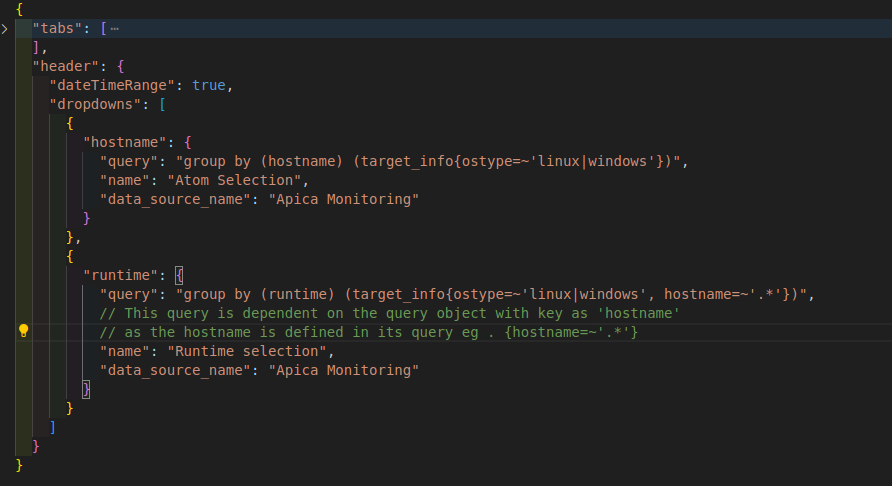 {
"tabs": [ ⋯
],
"header": {
"dateTimeRange": true,
"dropdowns": [
{
"hostname": {
"query": "group by (hostname) (target_info{ostype=~'linux|windows'})",
"name": "Atom Selection",
"data_source_name": "Apica Monitoring"
}
},
{
"runtime": {
"query": "group by (runtime) (target_info{ostype=~'linux|windows', hostname=~'.*'})",
// This query is dependent on the query object with key as 'hostname'
// as the hostname is defined in its query eg . {hostname=~'.*'}
"name": "Runtime selection",
"data_source_name": "Apica Monitoring"
}
}
]
}
}